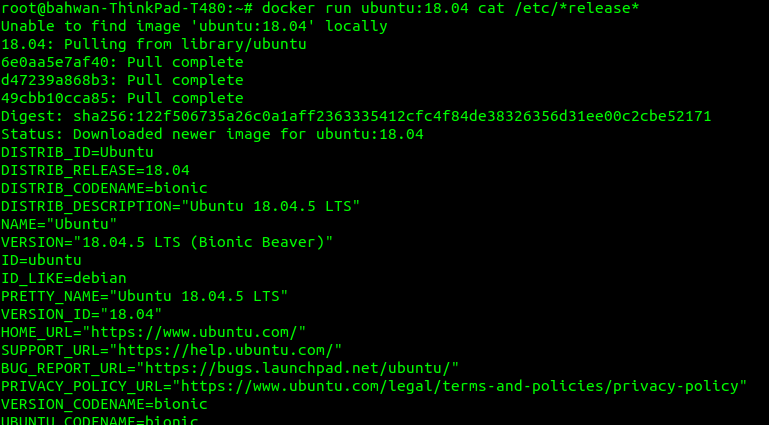 root@bahwan-ThinkPad-T480:~# docker run ubuntu:18.04 cat /etc/*release*
Unable to find image 'ubuntu:18.04' locally
18.04: Pulling from library/ubuntu
6e0aa5e7af40: Pull complete
d47239a868b3: Pull complete
49cbb10cca85: Pull complete
Digest: sha256:122f506735a26c0a1aff2363335412cfc4f84de38326356d31ee00c2cbe52171
Status: Downloaded newer image for ubuntu:18.04
DISTRIB_ID=Ubuntu
DISTRIB_RELEASE=18.04
DISTRIB_CODENAME=bionic
DISTRIB_DESCRIPTION="Ubuntu 18.04.5 LTS"
NAME="Ubuntu"
VERSION="18.04.5 LTS (Bionic Beaver)"
ID=ubuntu
ID_LIKE=debian
PRETTY_NAME="Ubuntu 18.04.5 LTS"
VERSION_ID="18.04"
HOME_URL="https://www.ubuntu.com/"
SUPPORT_URL="https://help.ubuntu.com/"
BUG_REPORT_URL="https://bugs.launchpad.net/ubuntu/"
PRIVACY_POLICY_URL="https://www.ubuntu.com/legal/terms-and-policies/privacy-policy"
VERSION_CODENAME=bionic
UBUNTU_CODENAME=bionic